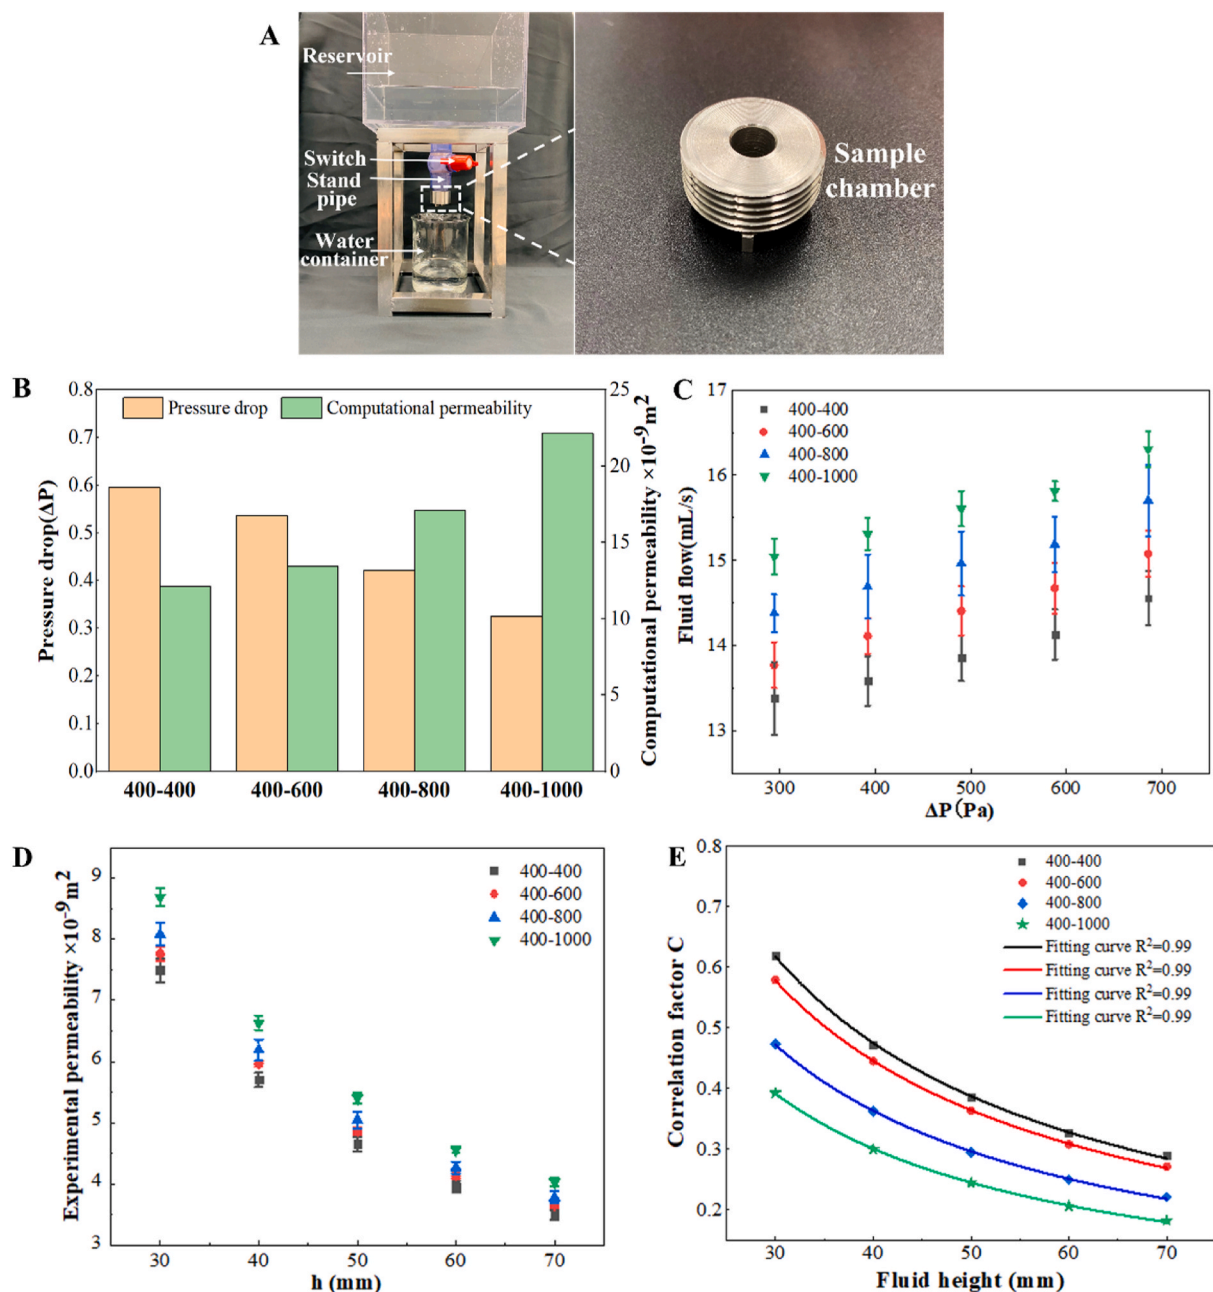 A
Reservoir
Switch
Stand
pipe
Water
container
Sample
chamber
B
0.8
0.7
0.6
0.5
0.4
0.3
0.2
0.1
0.0
Pressure drop(ΔP)
Pressure drop
Computational permeability
25
20
15
10
5
0
Computational permeability ×10⁻⁹m²
400-400
400-600
400-800
400-1000
C
17
16
15
14
13
Fluid flow(mL/s)
400-400
400-600
400-800
400-1000
300
400
500
600
700
ΔP(Pa)
D
9
8
7
6
5
4
3
Experimental permeability ×10⁻⁹m²
400-400
400-600
400-800
400-1000
30
40
50
60
70
h (mm)
E
0.8
0.7
0.6
0.5
0.4
0.3
0.2
Correlation factor C
400-400
400-600
400-800
400-1000
Fitting curve R²=0.99
Fitting curve R²=0.99
Fitting curve R²=0.99
Fitting curve R²=0.99
30
40
50
60
70
Fluid height (mm)